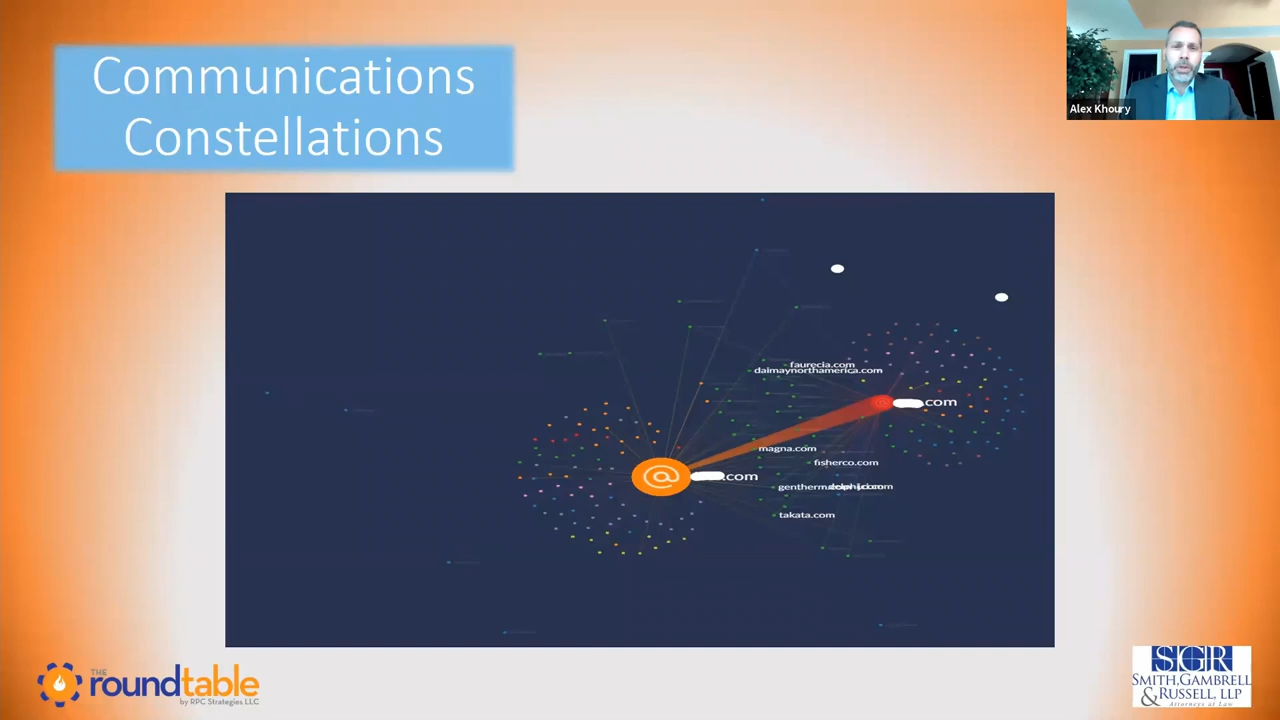 Communications
Constellations
Alex Khoury
faurecia.com
daimaynorthamerica.com
.com
magna.com
fisherco.com
@
.com
takata.com
THE
roundtable
by RPC Strategies LLC
SGR
SMITH, GAMBRELL
& RUSSELL, LLP
Attorneys at Law